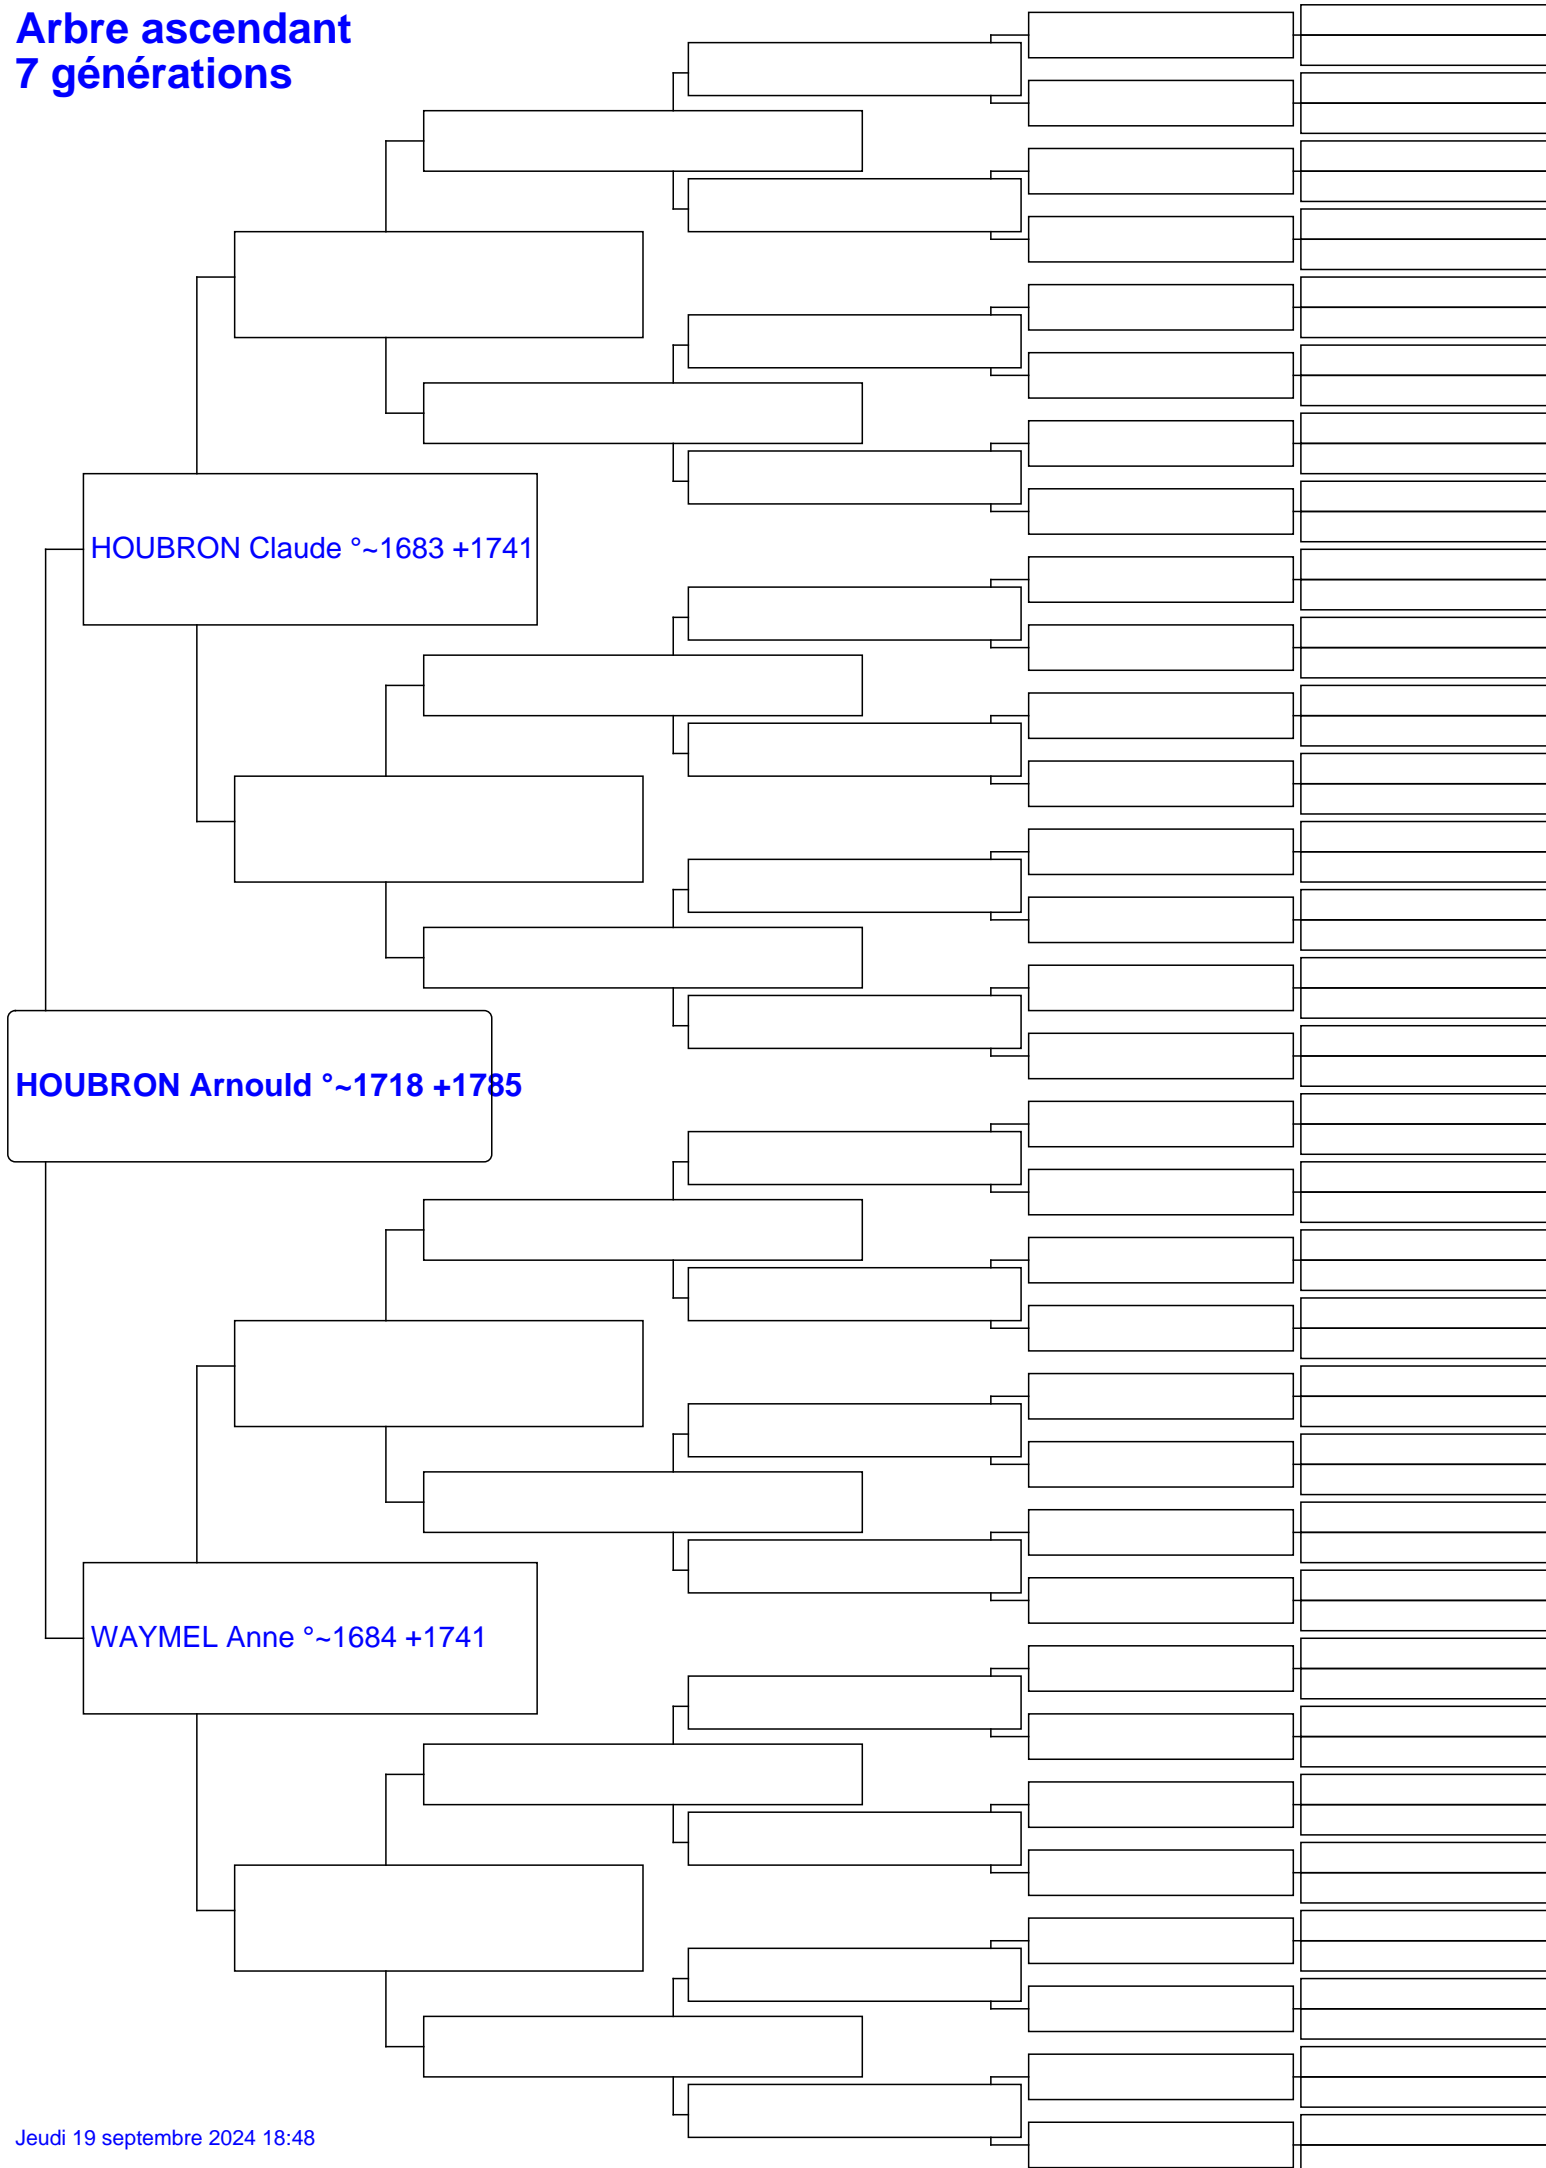 Arbre ascendant
7 générations
HOUBRON Claude °~1683 +1741
HOUBRON Arnould °~1718 +1785
WAYMEL Anne °~1684 +1741
Jeudi 19 septembre 2024 18:48